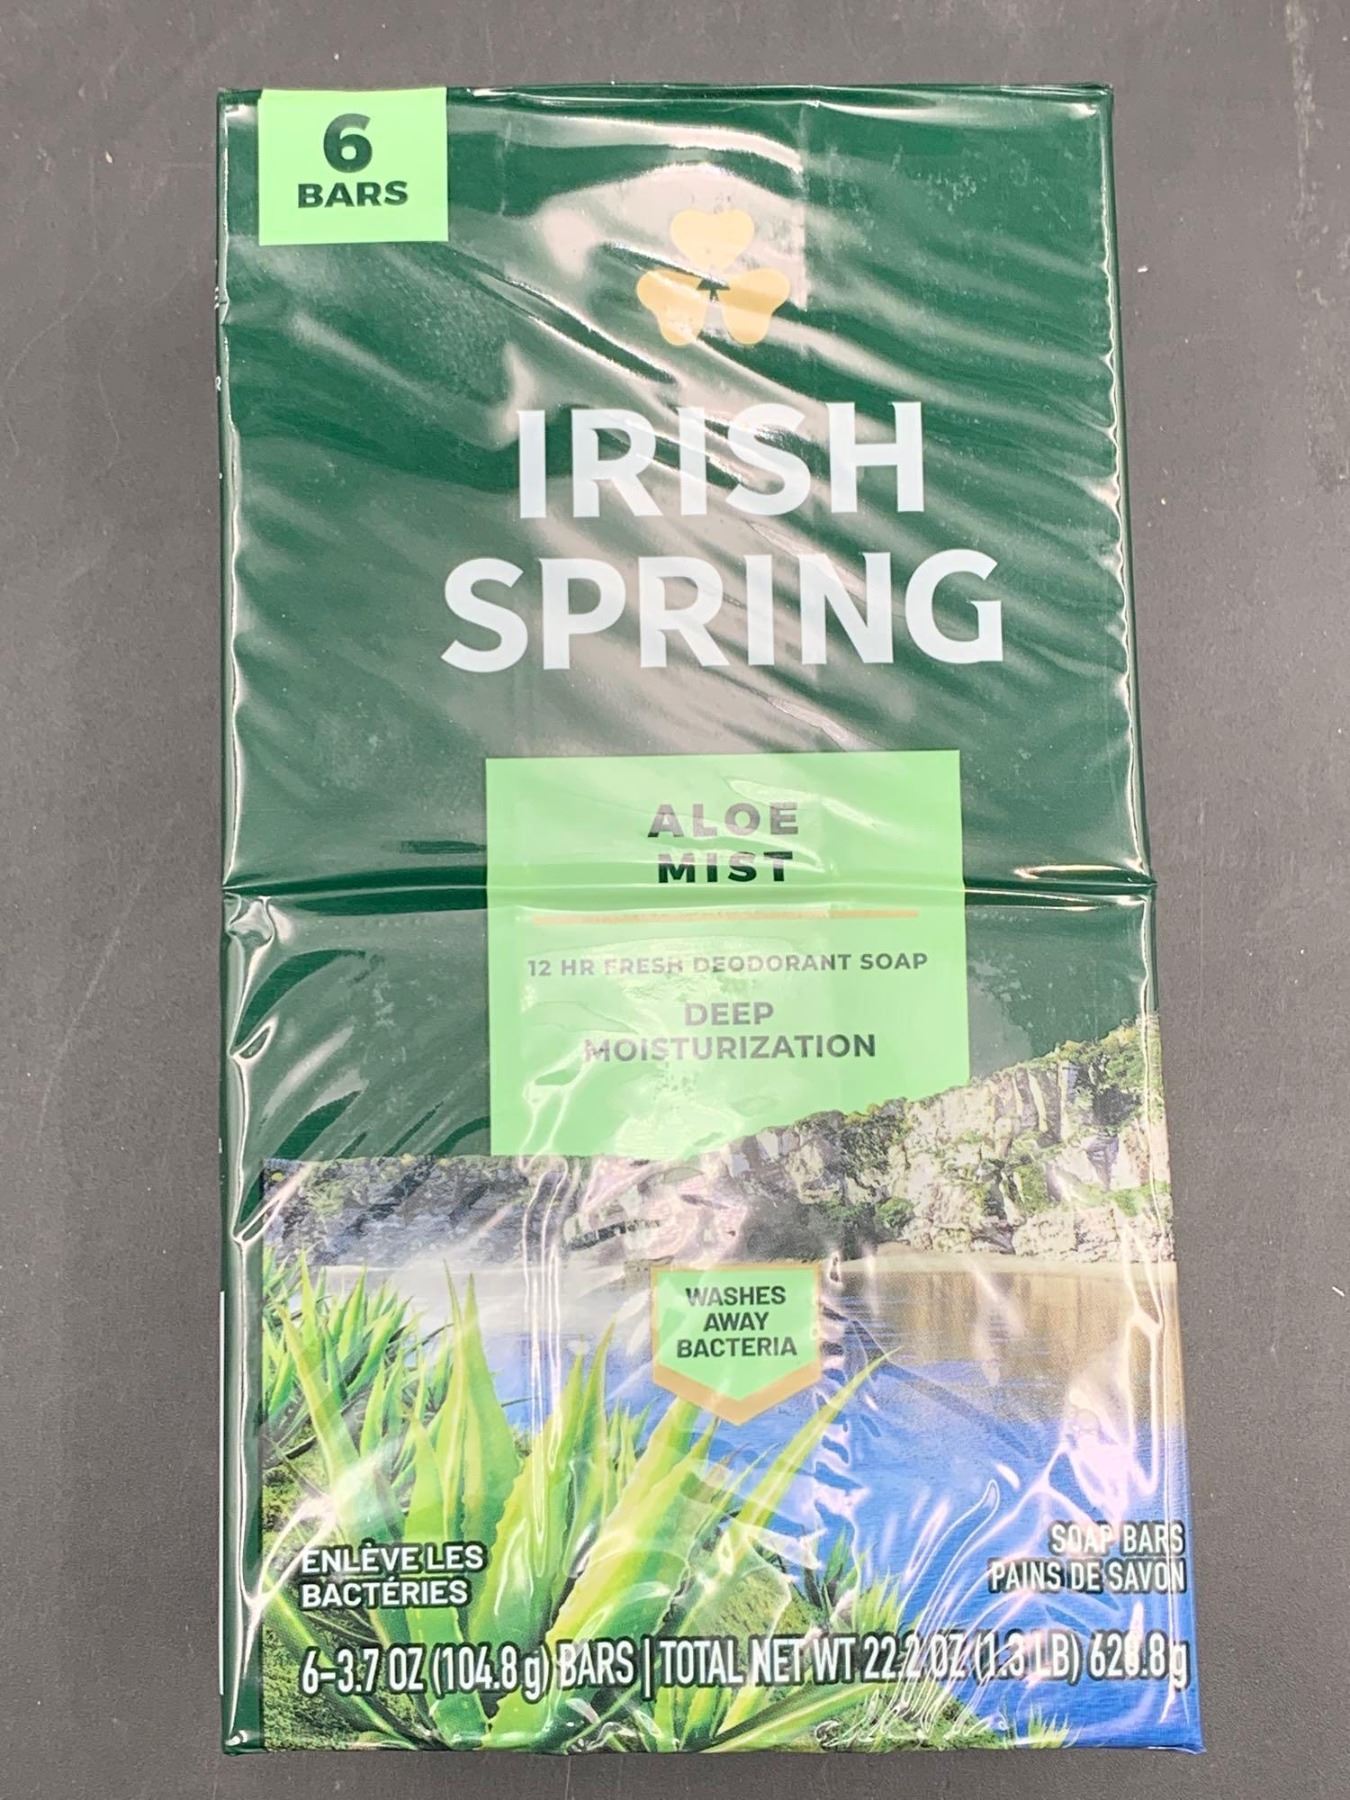 6
BARS
IRISH
SPRING
ALOE
MIST
12 HR FRESH DEODORANT SOAP
DEEP
MOISTURIZATION
WASHES
AWAY
BACTERIA
ENLÈVE LES
BACTÉRIES
SOAP BARS
PAINS DE SAVON
6-3.7 OZ (104.8 g) BARS | TOTAL NET WT 22.2 OZ (1.3 LB) 628.8 g